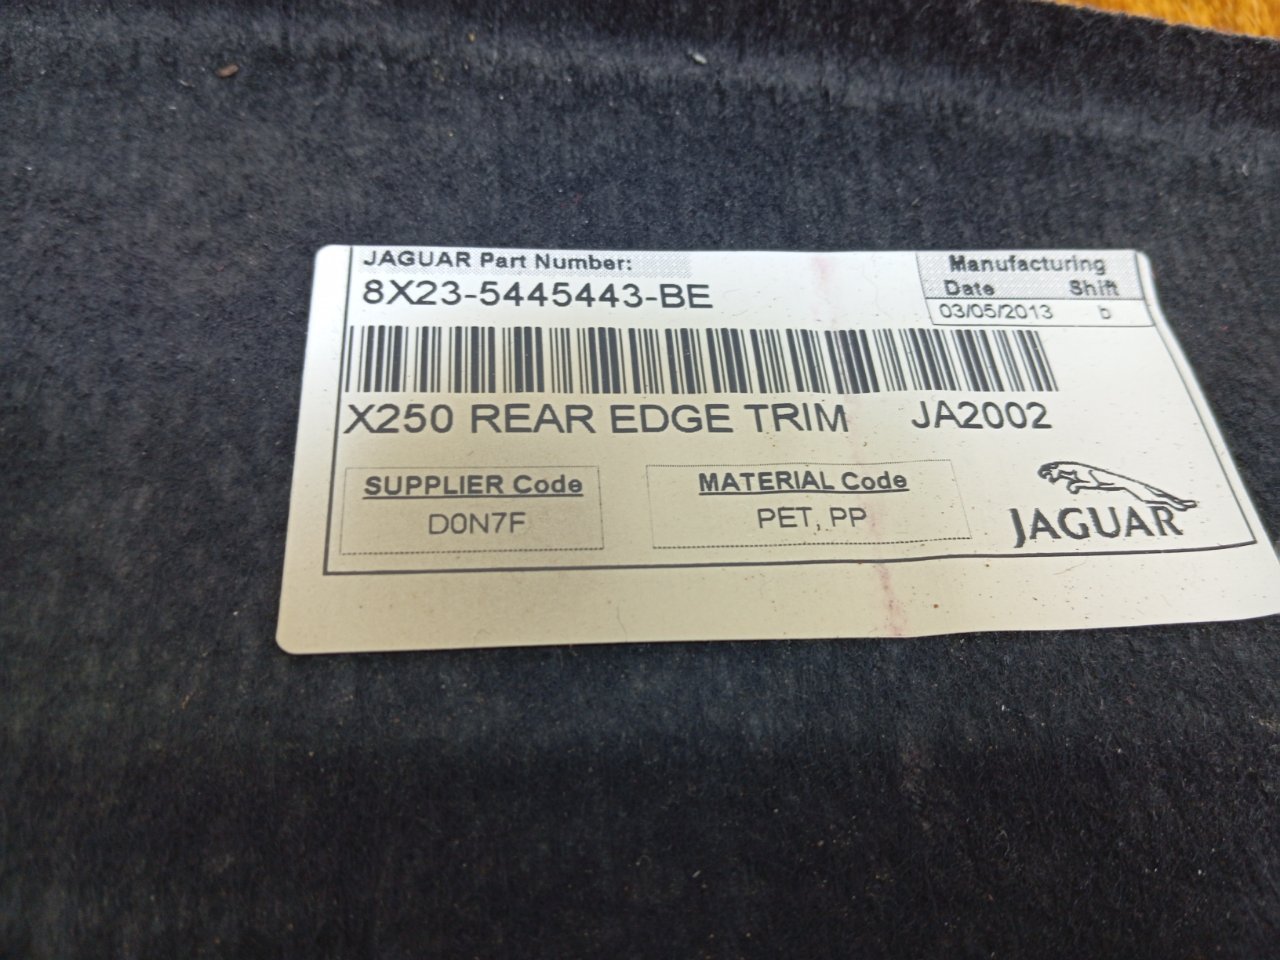 JAGUAR Part Number:
8X23-5445443-BE
Manufacturing
Date Shift
03/05/2013 b
X250 REAR EDGE TRIM JA2002
SUPPLIER Code
D0N7F
MATERIAL Code
PET, PP
JAGUAR